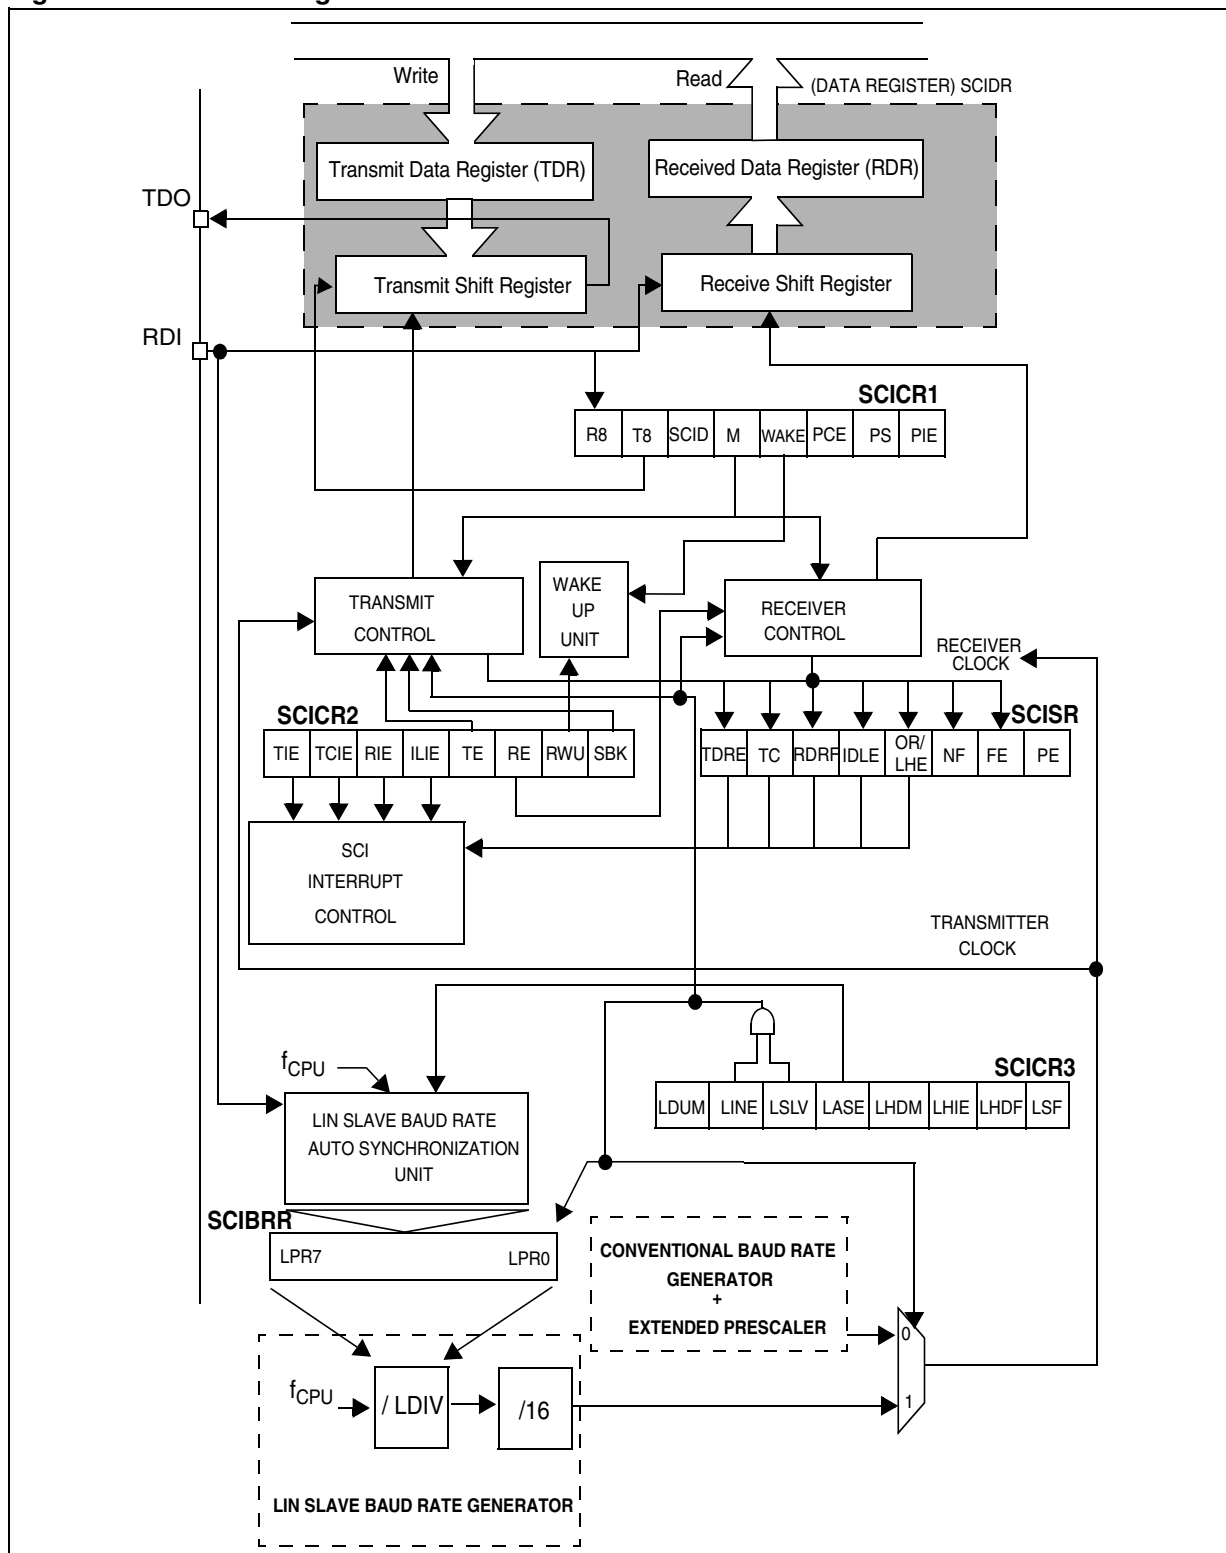 Write
Read
(DATA REGISTER) SCIDR
Transmit Data Register (TDR)
Received Data Register (RDR)
TDO
Transmit Shift Register
Receive Shift Register
RDI
SCICR1
R8 T8 SCID M WAKE PCE PS PIE
TRANSMIT
CONTROL
WAKE
UP
UNIT
RECEIVER
CONTROL
RECEIVER
CLOCK
SCICR2
SCISR
TIE TCIE RIE ILIE TE RE RWU SBK
TDRE TC RDRF IDLE OR/
LHE NF FE PE
SCI
INTERRUPT
CONTROL
TRANSMITTER
CLOCK
fCPU
SCICR3
LDUM LINE LSLV LASE LHDM LHIE LHDF LSF
LIN SLAVE BAUD RATE
AUTO SYNCHRONIZATION
UNIT
SCIBRR
LPR7 LPR0
CONVENTIONAL BAUD RATE
GENERATOR
+
EXTENDED PRESCALER
0
1
fCPU
/ LDIV
/16
LIN SLAVE BAUD RATE GENERATOR